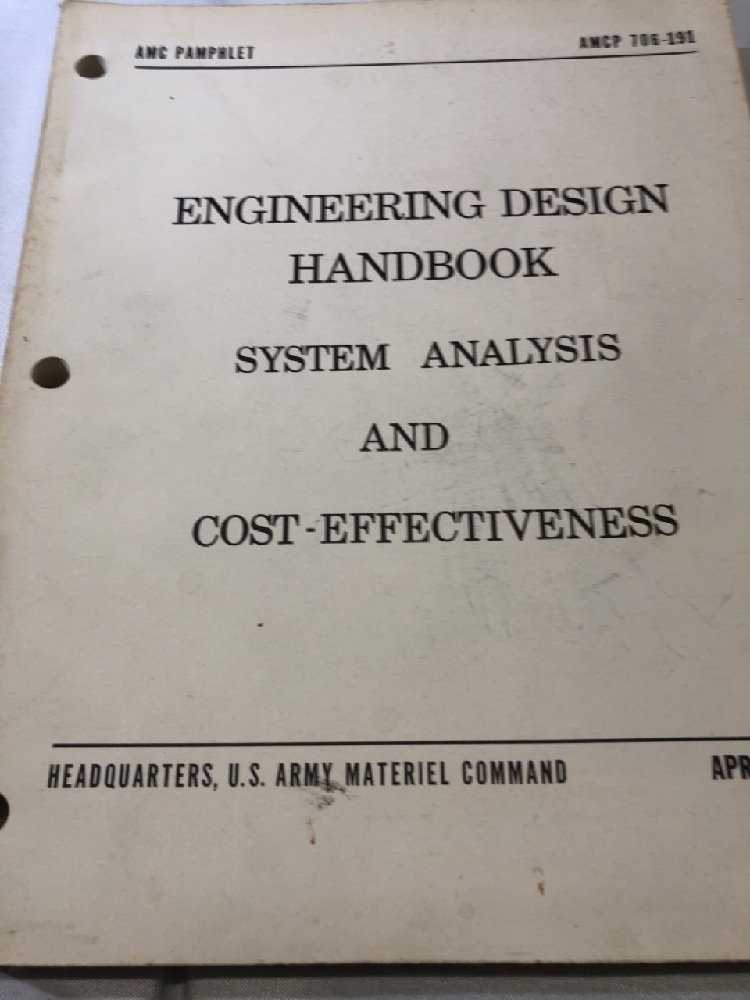 AMC PAMPHLET AMCP 706-191
ENGINEERING DESIGN
HANDBOOK
SYSTEM ANALYSIS
AND
COST-EFFECTIVENESS
HEADQUARTERS, U.S. ARMY MATERIEL COMMAND APR